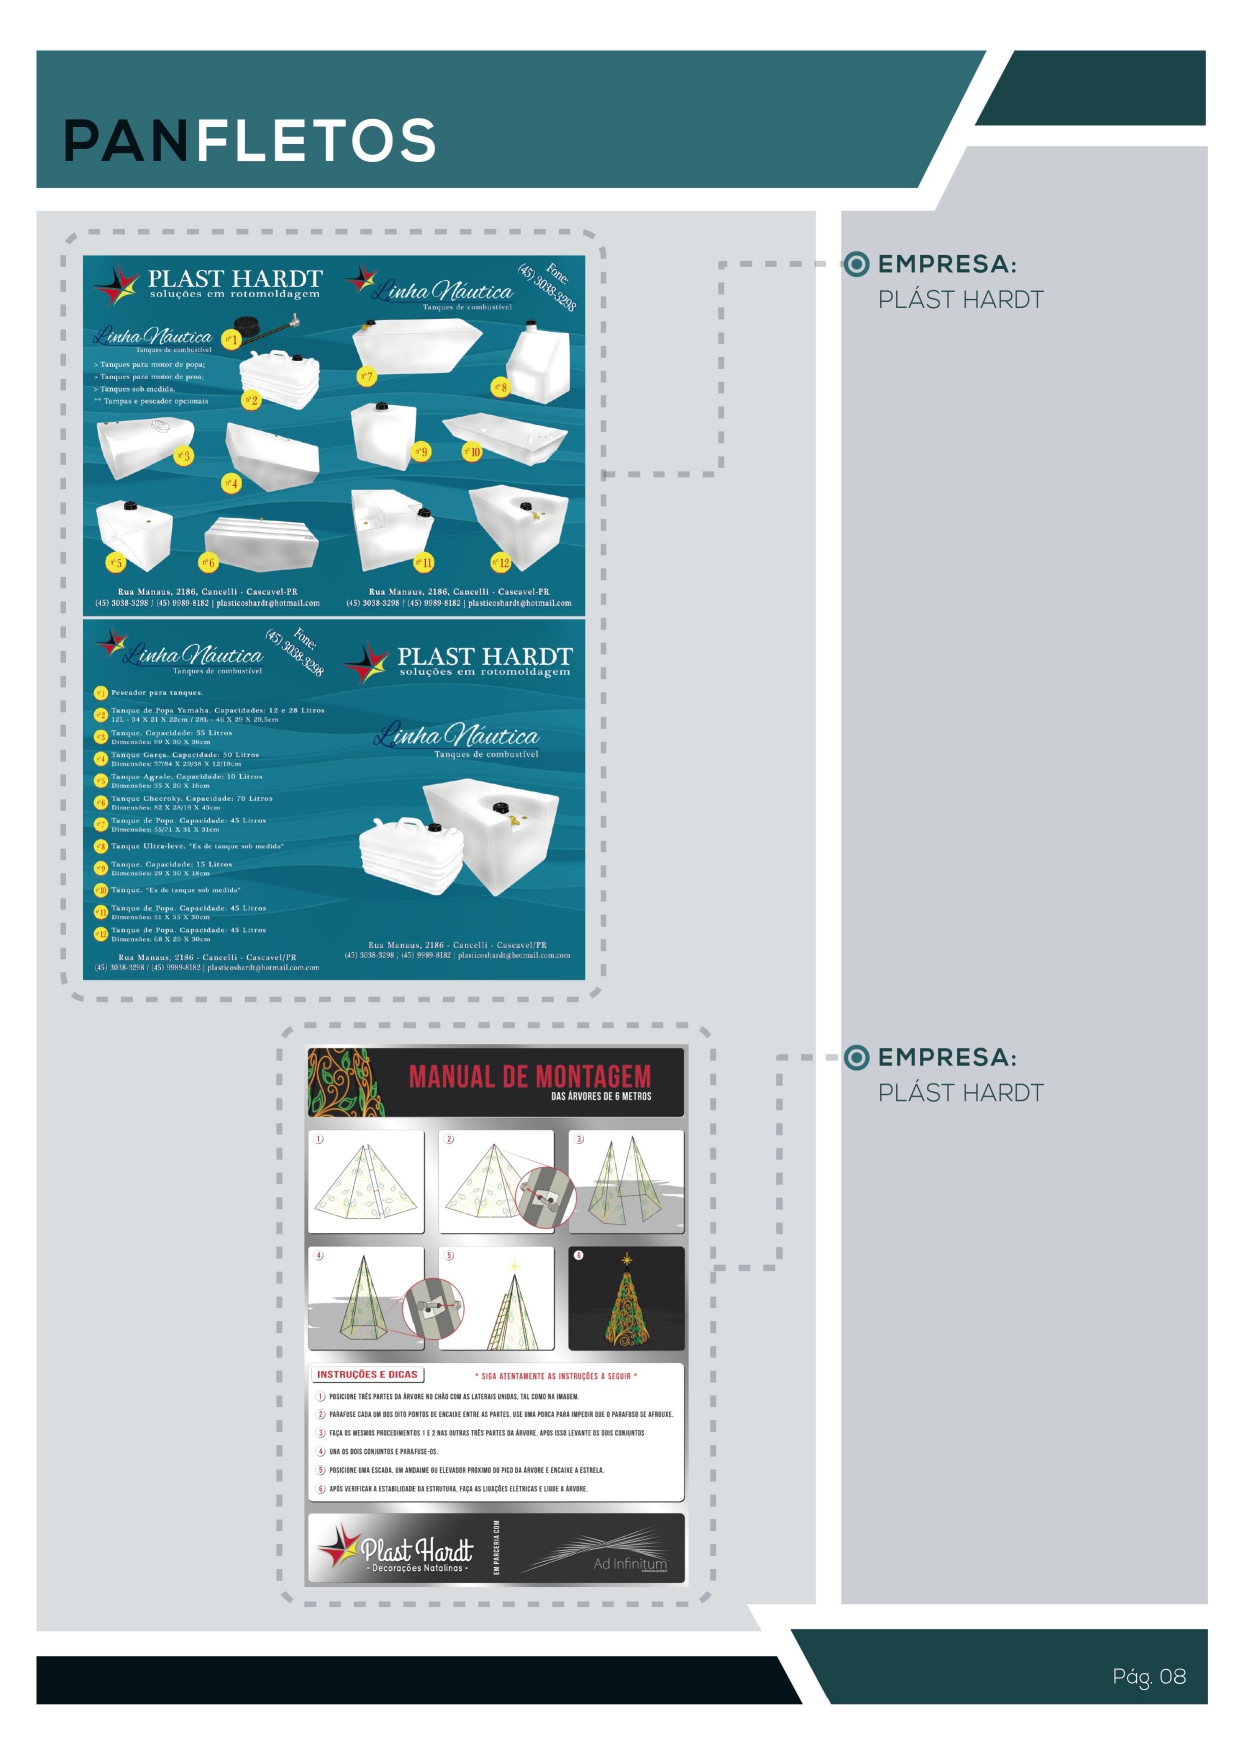 PANFLETOS
EMPRESA:
PLÁST HARDT
PLAST HARDT
soluções em rotomoldagem
Linha Náutica
Tanques de combustível
> Tanques para motor de popa;
> Tanques para motor de proa;
> Tanques sob medida.
** Tampas e pescador opcionais
nº1
nº2
nº3
nº4
nº5
nº6
Rua Manaus, 2186, Cancelli - Cascavel-PR
(45) 3038-3298 / (45) 9989-8182 | plasticoshardt@hotmail.com
Linha Náutica
Tanques de combustível
Fone:
(45) 3038-3298
nº7
nº8
nº9
nº10
nº11
nº12
Rua Manaus, 2186, Cancelli - Cascavel-PR
(45) 3038-3298 / (45) 9989-8182 | plasticoshardt@hotmail.com
Linha Náutica
Tanques de combustível
Fone:
(45) 3038-3298
nº1 Pescador para tanques.
nº2 Tanque de Popa Yamaha. Capacidades: 12 e 28 Litros
12L - 34 X 21 X 22cm / 28L - 46 X 29 X 29,5cm
nº3 Tanque. Capacidade: 55 Litros
Dimensões: 69 X 30 X 36cm
nº4 Tanque Garça. Capacidade: 50 Litros
Dimensões: 57/84 X 29/38 X 12/19cm
nº5 Tanque Agrale. Capacidade: 10 Litros
Dimensões: 35 X 20 X 16cm
nº6 Tanque Cheeroky. Capacidade: 70 Litros
Dimensões: 82 X 28/19 X 43cm
nº7 Tanque de Popa. Capacidade: 45 Litros
Dimensões: 55/71 X 31 X 31cm
nº8 Tanque Ultra-leve. "Ex de tanque sob medida"
nº9 Tanque. Capacidade: 15 Litros
Dimensões: 29 X 30 X 18cm
nº10 Tanque. "Ex de tanque sob medida"
nº11 Tanque de Popa. Capacidade: 45 Litros
Dimensões: 51 X 35 X 30cm
nº12 Tanque de Popa. Capacidade: 45 Litros
Dimensões: 68 X 29 X 30cm
Rua Manaus, 2186 - Cancelli - Cascavel/PR
(45) 3038-3298 / (45) 9989-8182 | plasticoshardt@hotmail.com.com
PLAST HARDT
soluções em rotomoldagem
Linha Náutica
Tanques de combustível
Rua Manaus, 2186 - Cancelli - Cascavel/PR
(45) 3038-3298 ; (45) 9989-8182 | plasticoshardt@hotmail.com.com
EMPRESA:
PLÁST HARDT
MANUAL DE MONTAGEM
DAS ÁRVORES DE 6 METROS
1
2
3
4
5
6
INSTRUÇÕES E DICAS
* SIGA ATENTAMENTE AS INSTRUÇÕES A SEGUIR *
1 POSICIONE TRÊS PARTES DA ÁRVORE NO CHÃO COM AS LATERAIS UNIDAS, TAL COMO NA IMAGEM.
2 PARAFUSE CADA UM DOS OITO PONTOS DE ENCAIXE ENTRE AS PARTES, USE UMA PORCA PARA IMPEDIR QUE O PARAFUSO SE AFROUXE.
3 FAÇA OS MESMOS PROCEDIMENTOS 1 E 2 NAS OUTRAS TRÊS PARTES DA ÁRVORE. APOS ISSO LEVANTE OS DOIS CONJUNTOS
4 UNA OS DOIS CONJUNTOS E PARAFUSE-OS.
5 POSICIONE UMA ESCADA, UM ANDAIME OU ELEVADOR PROXIMO DO PICO DA ÁRVORE E ENCAIXE A ESTRELA.
6 APÓS VERIFICAR A ESTABILIDADE DA ESTRUTURA, FAÇA AS LIGAÇÕES ELÉTRICAS E LIGUE A ÁRVORE.
Plast Hardt
- Decorações Natalinas -
EM PARCERIA COM
Ad Infinitum
Pág. 08